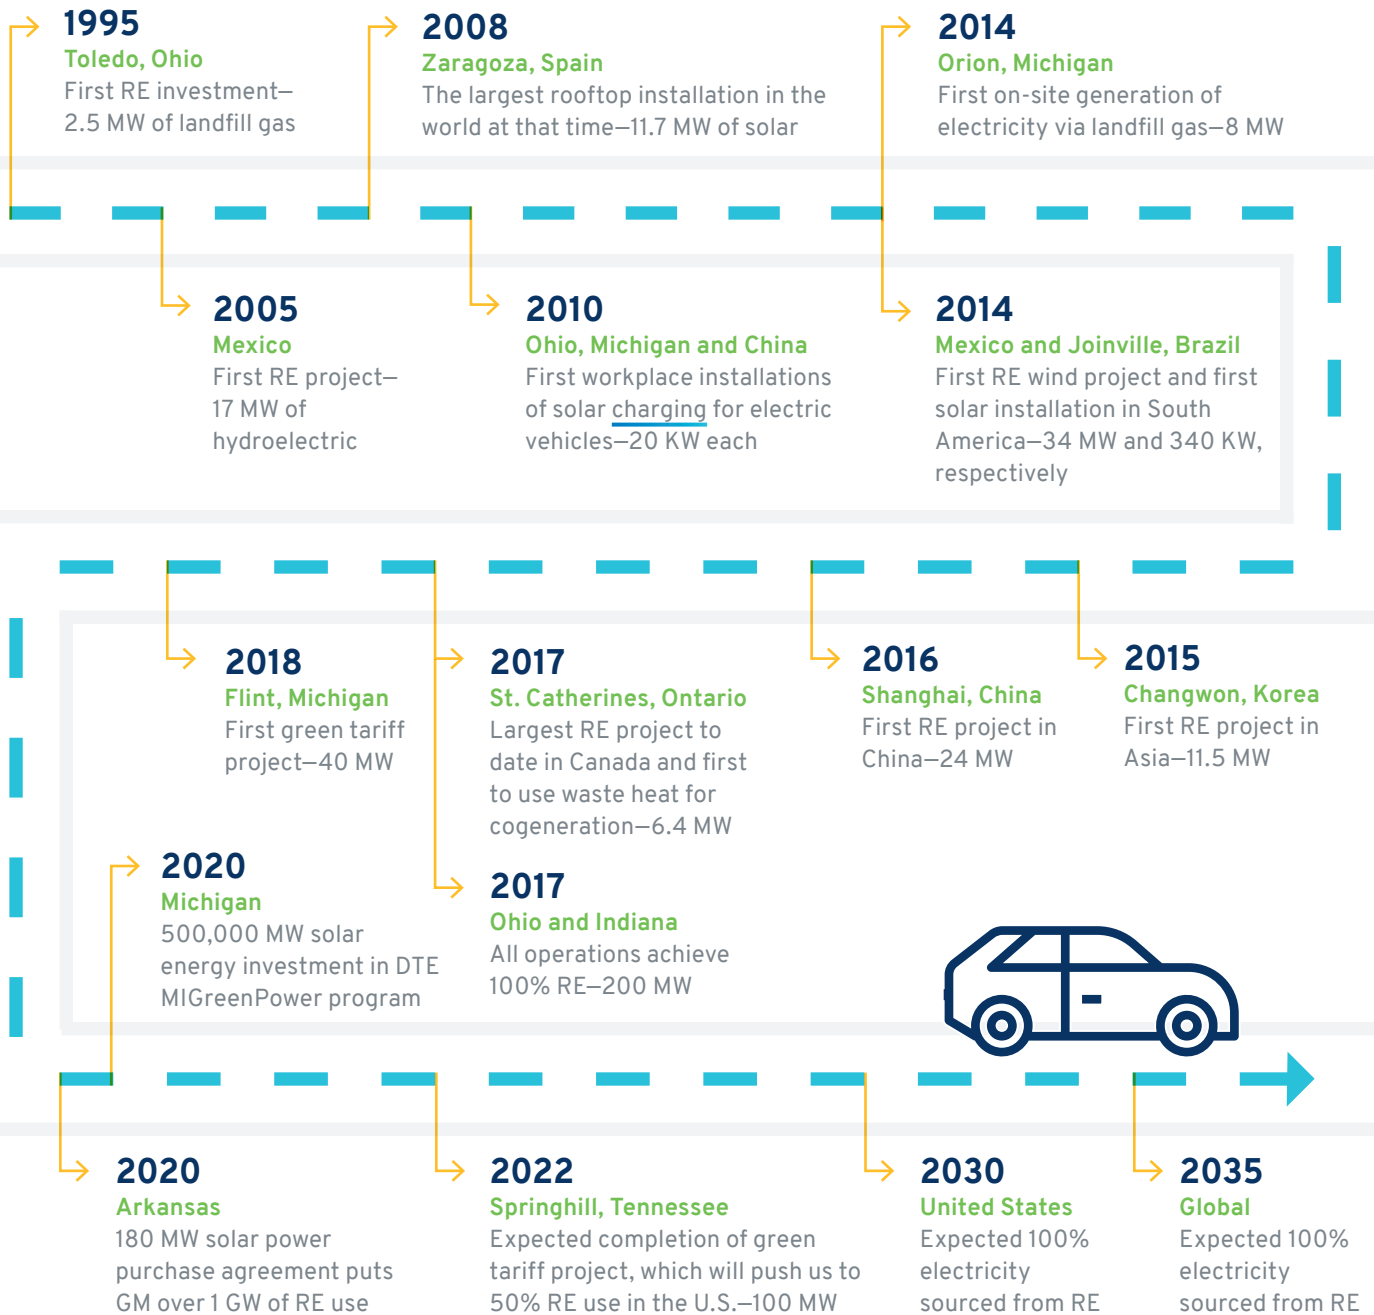 1995
Toledo, Ohio
First RE investment—
2.5 MW of landfill gas
2008
Zaragoza, Spain
The largest rooftop installation in the
world at that time—11.7 MW of solar
2014
Orion, Michigan
First on-site generation of
electricity via landfill gas—8 MW
2005
Mexico
First RE project—
17 MW of
hydroelectric
2010
Ohio, Michigan and China
First workplace installations
of solar charging for electric
vehicles—20 KW each
2014
Mexico and Joinville, Brazil
First RE wind project and first
solar installation in South
America—34 MW and 340 KW,
respectively
2015
Changwon, Korea
First RE project in
Asia—11.5 MW
2016
Shanghai, China
First RE project in
China—24 MW
2017
St. Catherines, Ontario
Largest RE project to
date in Canada and first
to use waste heat for
cogeneration—6.4 MW
2017
Ohio and Indiana
All operations achieve
100% RE—200 MW
2018
Flint, Michigan
First green tariff
project—40 MW
2020
Michigan
500,000 MW solar
energy investment in DTE
MIGreenPower program
2020
Arkansas
180 MW solar power
purchase agreement puts
GM over 1 GW of RE use
2022
Springhill, Tennessee
Expected completion of green
tariff project, which will push us to
50% RE use in the U.S.—100 MW
2030
United States
Expected 100%
electricity
sourced from RE
2035
Global
Expected 100%
electricity
sourced from RE